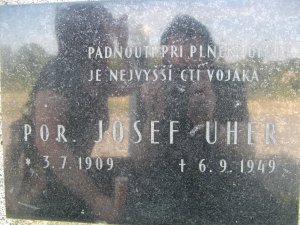 PADNOUTI PŘI PLNĚNÍ
JE NEJVYŠŠÍ CTÍ VOJÁKA
POR. JOSEF UHER
* 3.7.1909 † 6.9.1949